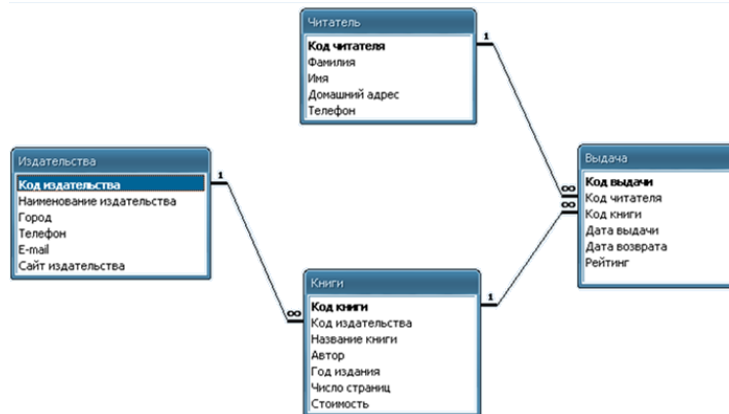 Читатель
Код читателя
Фамилия
Имя
Домашний адрес
Телефон
1
Издательства
Код издательства
Наименование издательства
Город
Телефон
E-mail
Сайт издательства
1
Выдача
Код выдачи
Код читателя
Код книги
Дата выдачи
Дата возврата
Рейтинг
∞
∞
Книги
Код книги
Код издательства
Название книги
Автор
Год издания
Число страниц
Стоимость
∞
1